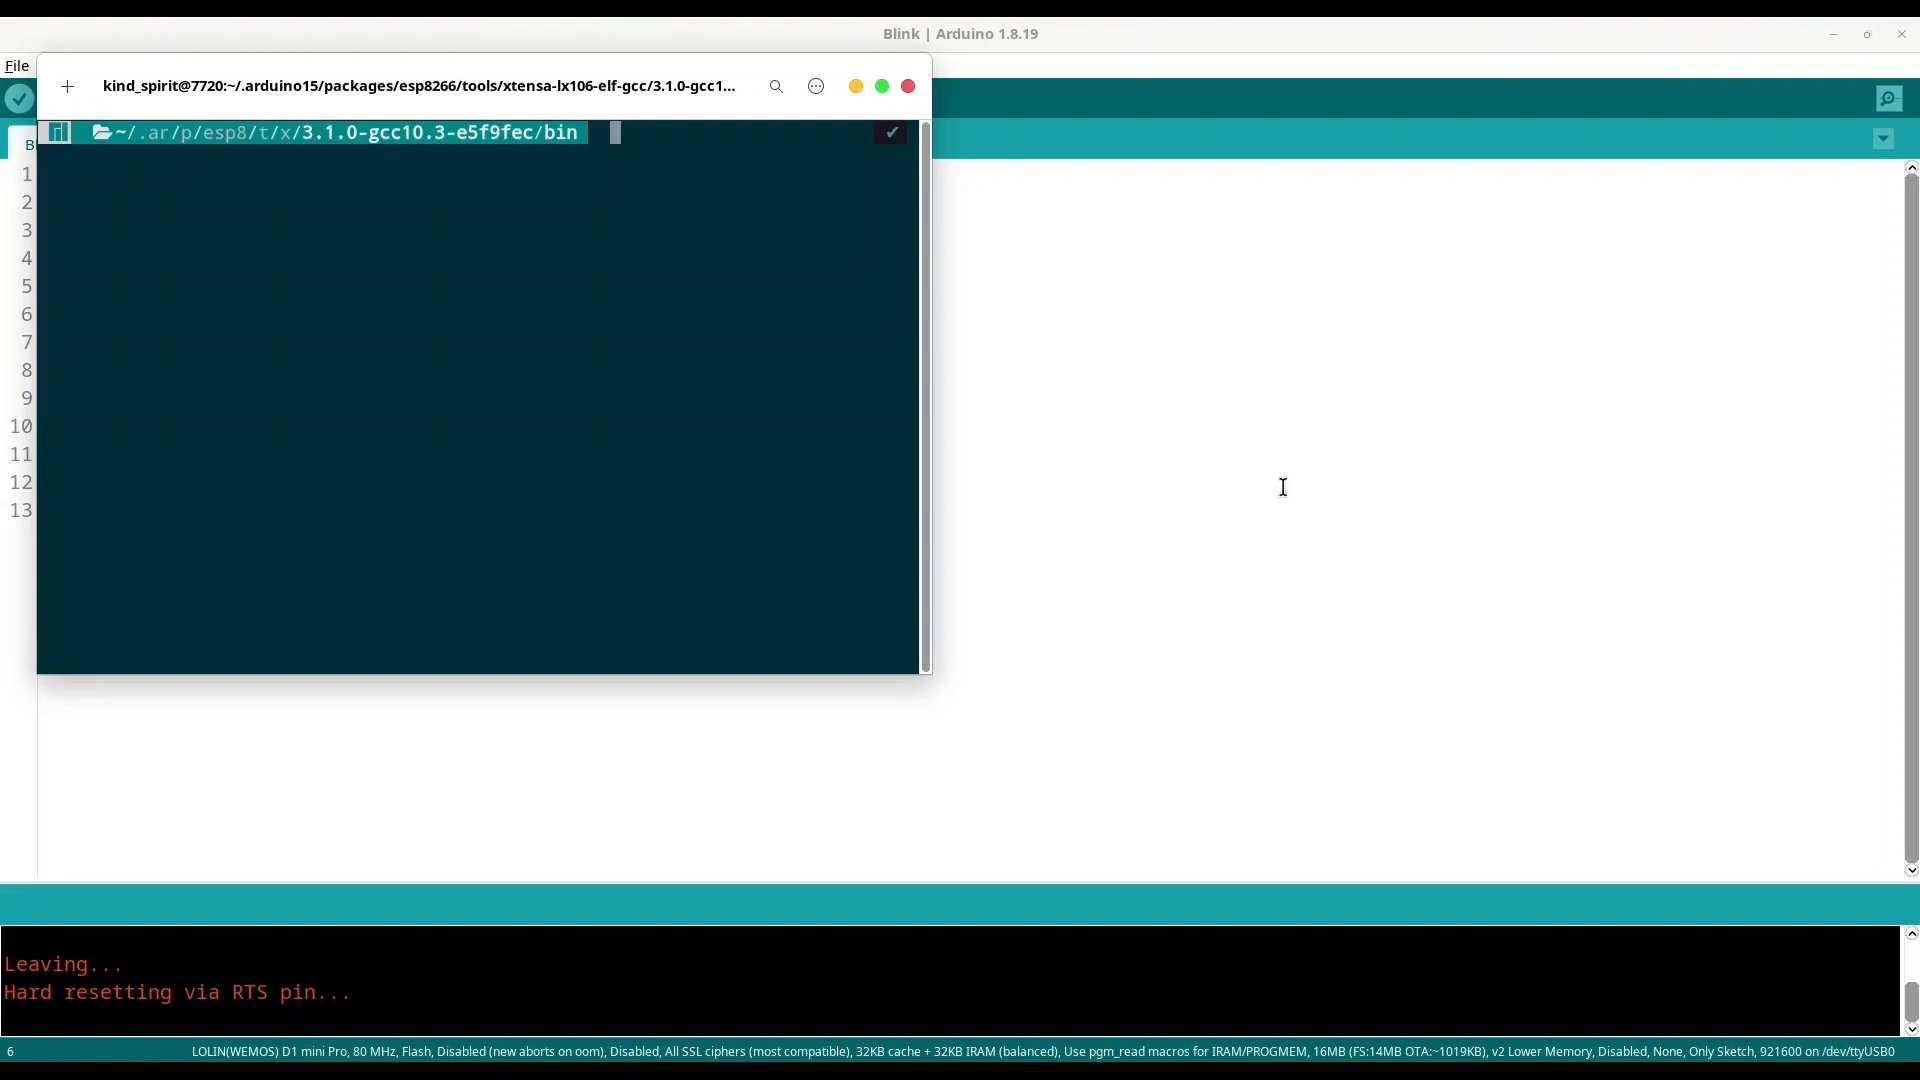 Blink | Arduino 1.8.19
File
kind_spirit@7720:~/.arduino15/packages/esp8266/tools/xtensa-lx106-elf-gcc/3.1.0-gcc1...
~/.ar/p/esp8/t/x/3.1.0-gcc10.3-e5f9fec/bin
B
1
2
3
4
5
6
7
8
9
10
11
12
13
Leaving...
Hard resetting via RTS pin...
6
LOLIN(WEMOS) D1 mini Pro, 80 MHz, Flash, Disabled (new aborts on oom), Disabled, All SSL ciphers (most compatible), 32KB cache + 32KB IRAM (balanced), Use pgm_read macros for IRAM/PROGMEM, 16MB (FS:14MB OTA:~1019KB), v2 Lower Memory, Disabled, None, Only Sketch, 921600 on /dev/ttyUSB0